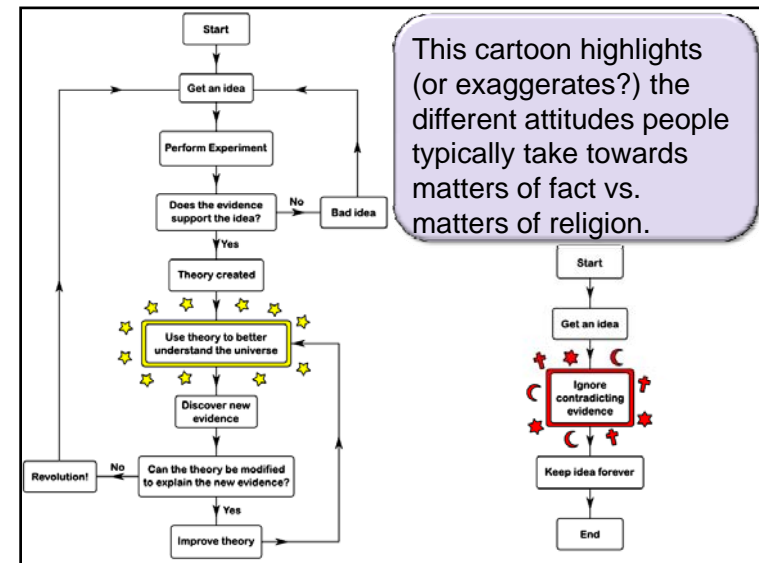 Start
Get an idea
Perform Experiment
Does the evidence
support the idea?
No
Bad idea
Yes
Theory created
Use theory to better
understand the universe
Discover new
evidence
Can the theory be modified
to explain the new evidence?
No
Revolution!
Yes
Improve theory
This cartoon highlights
(or exaggerates?) the
different attitudes people
typically take towards
matters of fact vs.
matters of religion.
Start
Get an idea
Ignore
contradicting
evidence
Keep idea forever
End